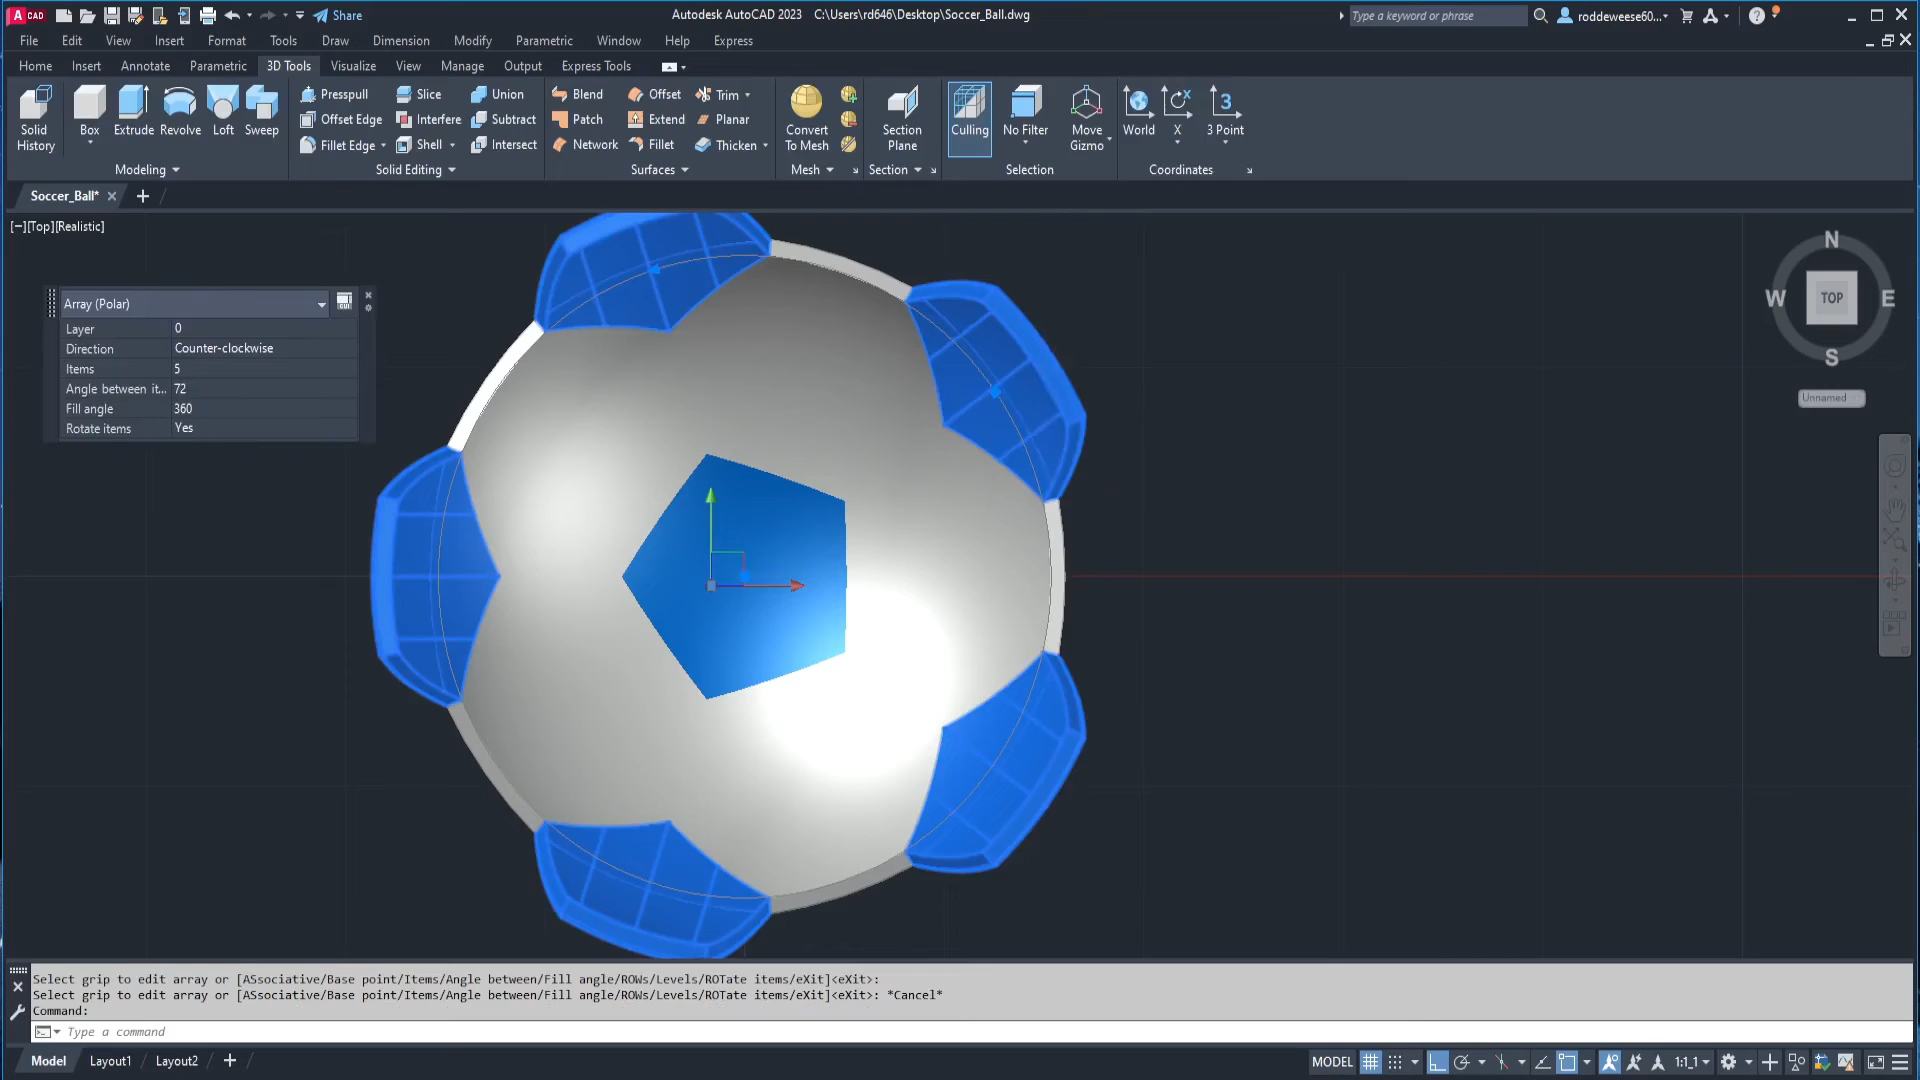 A CAD
Share
Autodesk AutoCAD 2023 C:\Users\rd646\Desktop\Soccer_Ball.dwg
Type a keyword or phrase
roddeweese60...
File Edit View Insert Format Tools Draw Dimension Modify Parametric Window Help Express
Home Insert Annotate Parametric 3D Tools Visualize View Manage Output Express Tools
Solid History
Box Extrude Revolve Loft Sweep
Presspull Slice Union
Offset Edge Interfere Subtract
Fillet Edge Shell Intersect
Blend Offset Trim
Patch Extend Planar
Network Fillet Thicken
Convert To Mesh
Section Plane
Culling No Filter Move Gizmo
World X 3 Point
Modeling Solid Editing Surfaces Mesh Section Selection Coordinates
Soccer_Ball*
[−][Top][Realistic]
N
W TOP E
S
Unnamed
Array (Polar)
Layer 0
Direction Counter-clockwise
Items 5
Angle between it... 72
Fill angle 360
Rotate items Yes
Select grip to edit array or [ASsociative/Base point/Items/Angle between/Fill angle/ROWs/Levels/ROTate items/eXit]<eXit>:
Select grip to edit array or [ASsociative/Base point/Items/Angle between/Fill angle/ROWs/Levels/ROTate items/eXit]<eXit>: *Cancel*
Command:
Type a command
Model Layout1 Layout2
MODEL 1:1